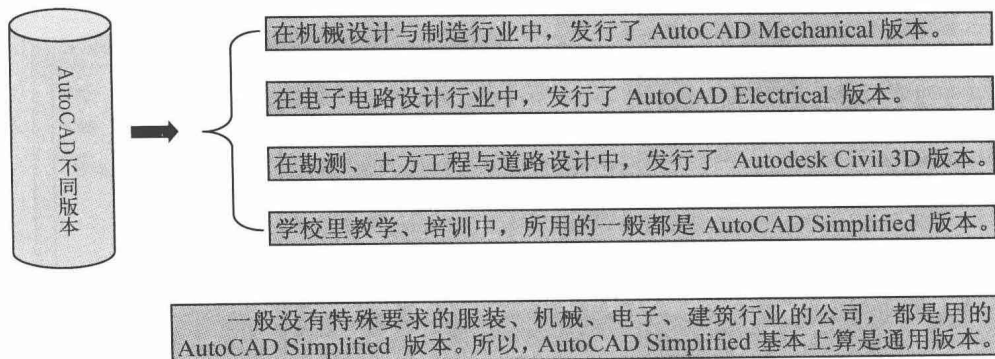 AutoCAD不同版本
在机械设计与制造行业中，发行了 AutoCAD Mechanical 版本。
在电子电路设计行业中，发行了 AutoCAD Electrical 版本。
在勘测、土方工程与道路设计中，发行了 Autodesk Civil 3D 版本。
学校里教学、培训中，所用的一般都是 AutoCAD Simplified 版本。
一般没有特殊要求的服装、机械、电子、建筑行业的公司，都是用的
AutoCAD Simplified 版本。所以，AutoCAD Simplified 基本上算是通用版本。